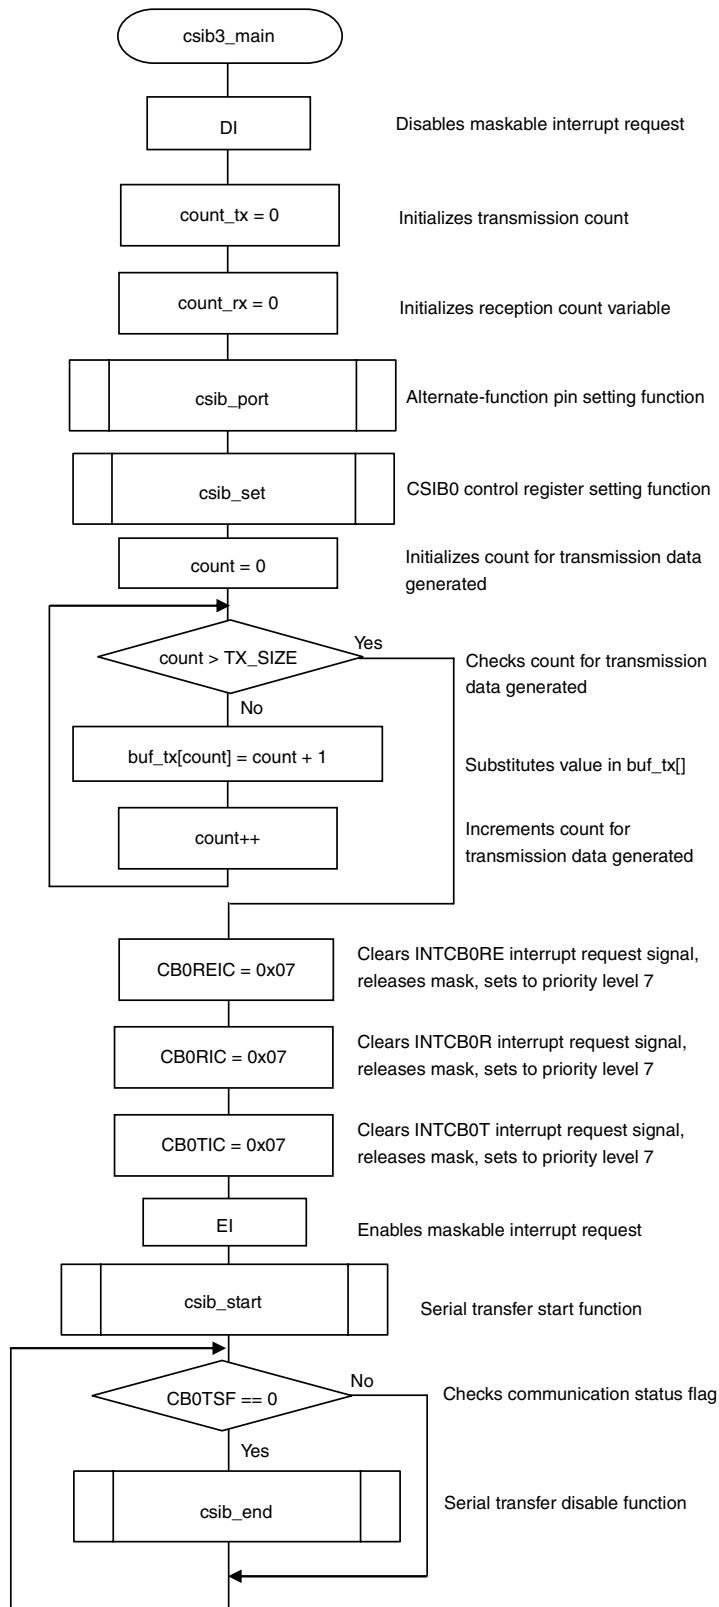 csib3_main
DI
Disables maskable interrupt request
count_tx = 0
Initializes transmission count
count_rx = 0
Initializes reception count variable
csib_port
Alternate-function pin setting function
csib_set
CSIB0 control register setting function
count = 0
Initializes count for transmission data
generated
count > TX_SIZE
Yes
Checks count for transmission
data generated
No
buf_tx[count] = count + 1
Substitutes value in buf_tx[]
count++
Increments count for
transmission data generated
CB0REIC = 0x07
Clears INTCB0RE interrupt request signal,
releases mask, sets to priority level 7
CB0RIC = 0x07
Clears INTCB0R interrupt request signal,
releases mask, sets to priority level 7
CB0TIC = 0x07
Clears INTCB0T interrupt request signal,
releases mask, sets to priority level 7
EI
Enables maskable interrupt request
csib_start
Serial transfer start function
CB0TSF == 0
No
Checks communication status flag
Yes
csib_end
Serial transfer disable function